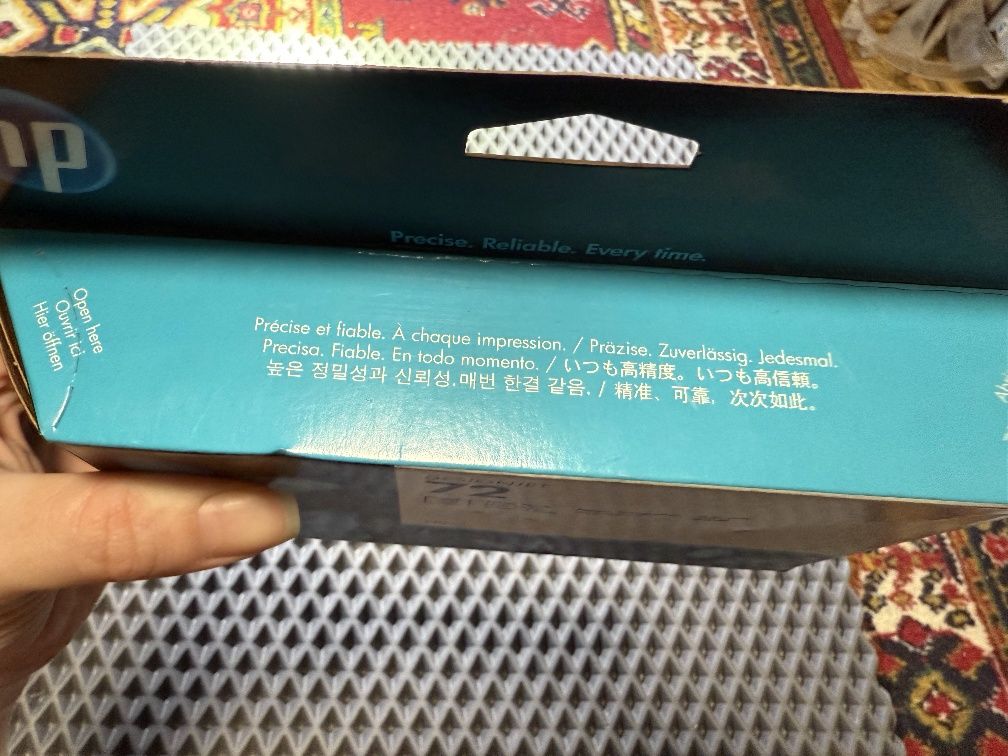 hp
Precise. Reliable. Every time.
Open here
Ouvrir ici
Hier öffnen
Précise et fiable. À chaque impression. / Präzise. Zuverlässig. Jedesmal.
Precisa. Fiable. En todo momento. / いつも高精度。いつも高信頼。
높은 정밀성과 신뢰성.매번 한결 같음. / 精准、可靠，次次如此。
72